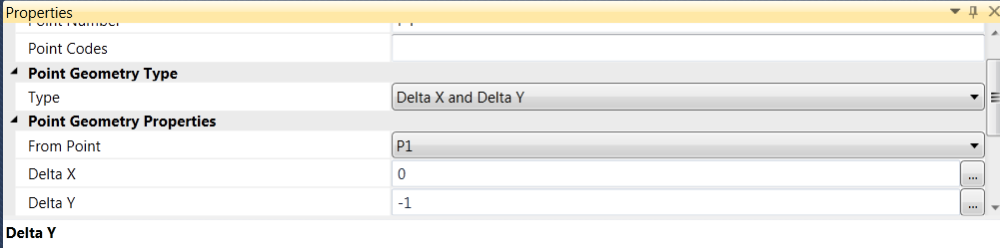 Properties
Point Number
Point Codes
Point Geometry Type
Type Delta X and Delta Y
Point Geometry Properties
From Point P1
Delta X 0 ...
Delta Y -1 ...
Delta Y